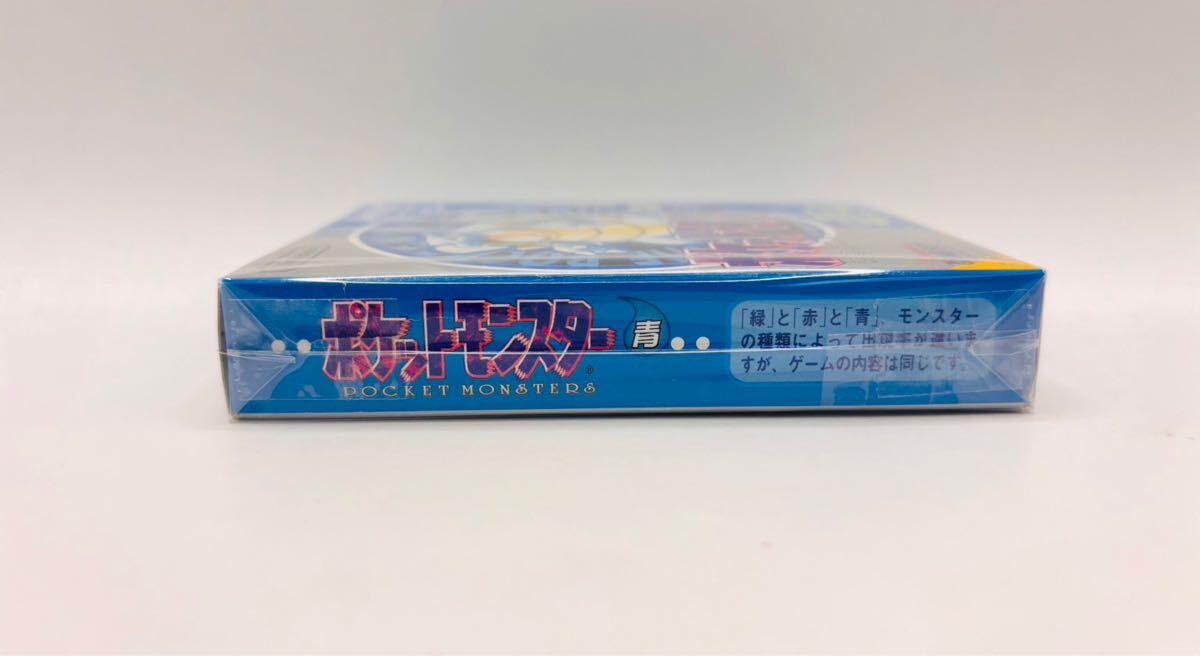 ポケットモンスター 青
POCKET MONSTERS®
「緑」と「赤」と「青」、モンスター
の種類によって出現率が違いま
すが、ゲームの内容は同じです。